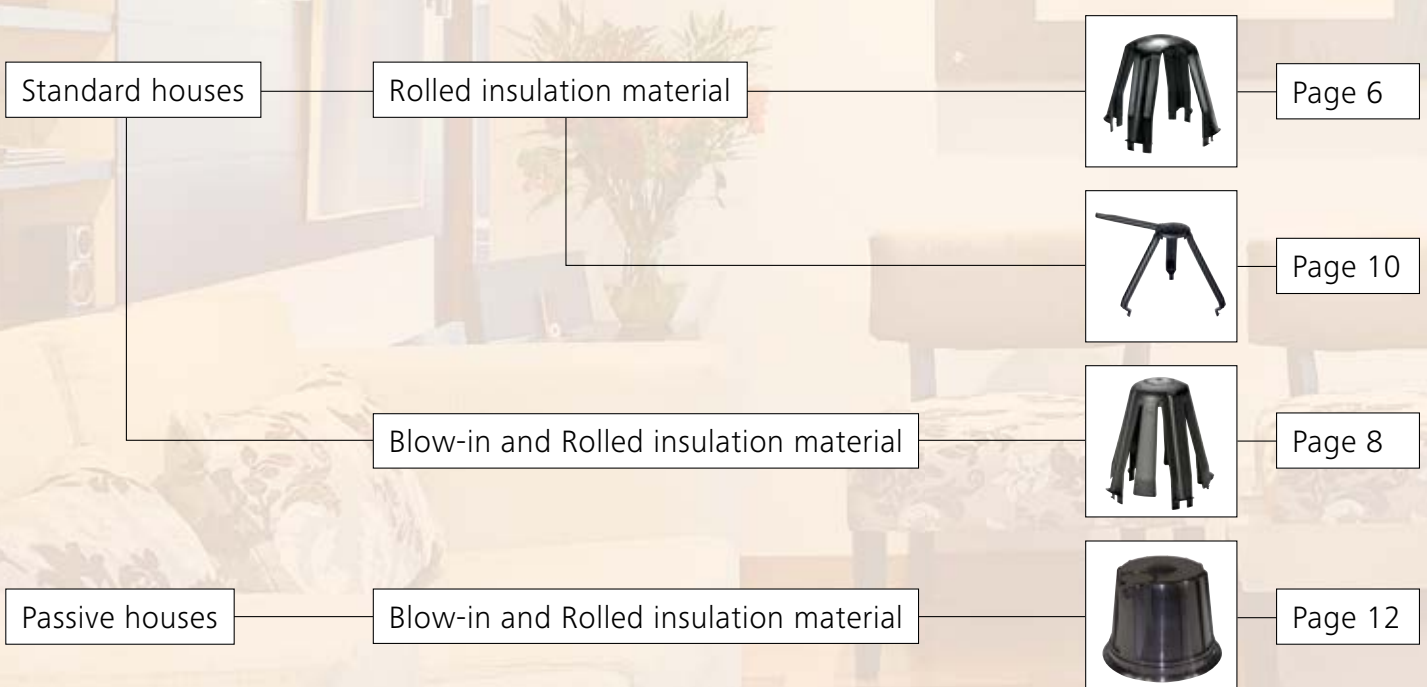 Standard houses
Rolled insulation material
Page 6
Page 10
Blow-in and Rolled insulation material
Page 8
Passive houses
Blow-in and Rolled insulation material
Page 12